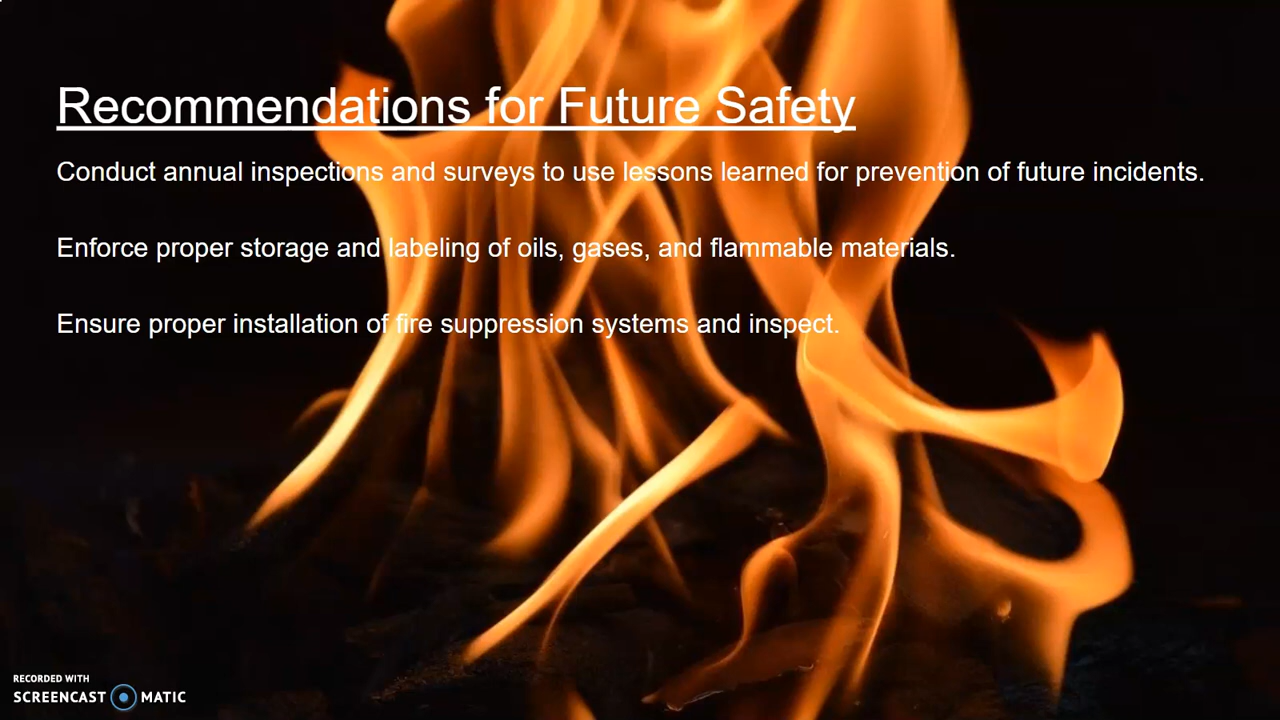 Recommendations for Future Safety
Conduct annual inspections and surveys to use lessons learned for prevention of future incidents.
Enforce proper storage and labeling of oils, gases, and flammable materials.
Ensure proper installation of fire suppression systems and inspect.
RECORDED WITH
SCREENCAST MATIC